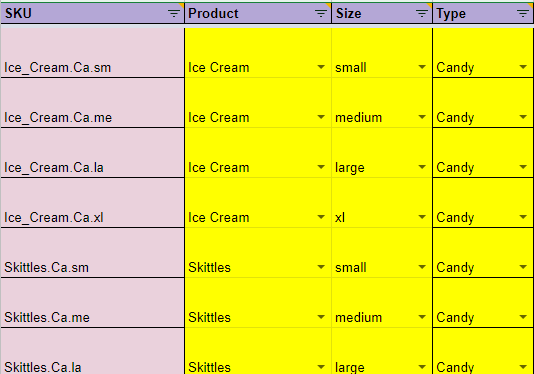 SKU Product Size Type
Ice_Cream.Ca.sm Ice Cream small Candy
Ice_Cream.Ca.me Ice Cream medium Candy
Ice_Cream.Ca.la Ice Cream large Candy
Ice_Cream.Ca.xl Ice Cream xl Candy
Skittles.Ca.sm Skittles small Candy
Skittles.Ca.me Skittles medium Candy
Skittles.Ca.la Skittles large Candy